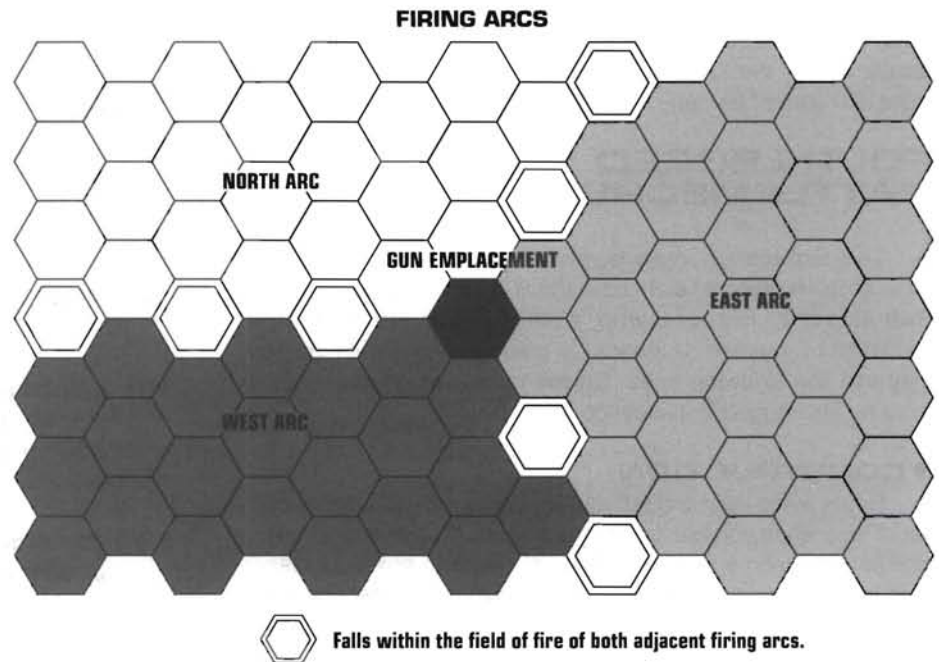 FIRING ARCS
NORTH ARC
GUN EMPLACEMENT
EAST ARC
WEST ARC
Falls within the field of fire of both adjacent firing arcs.